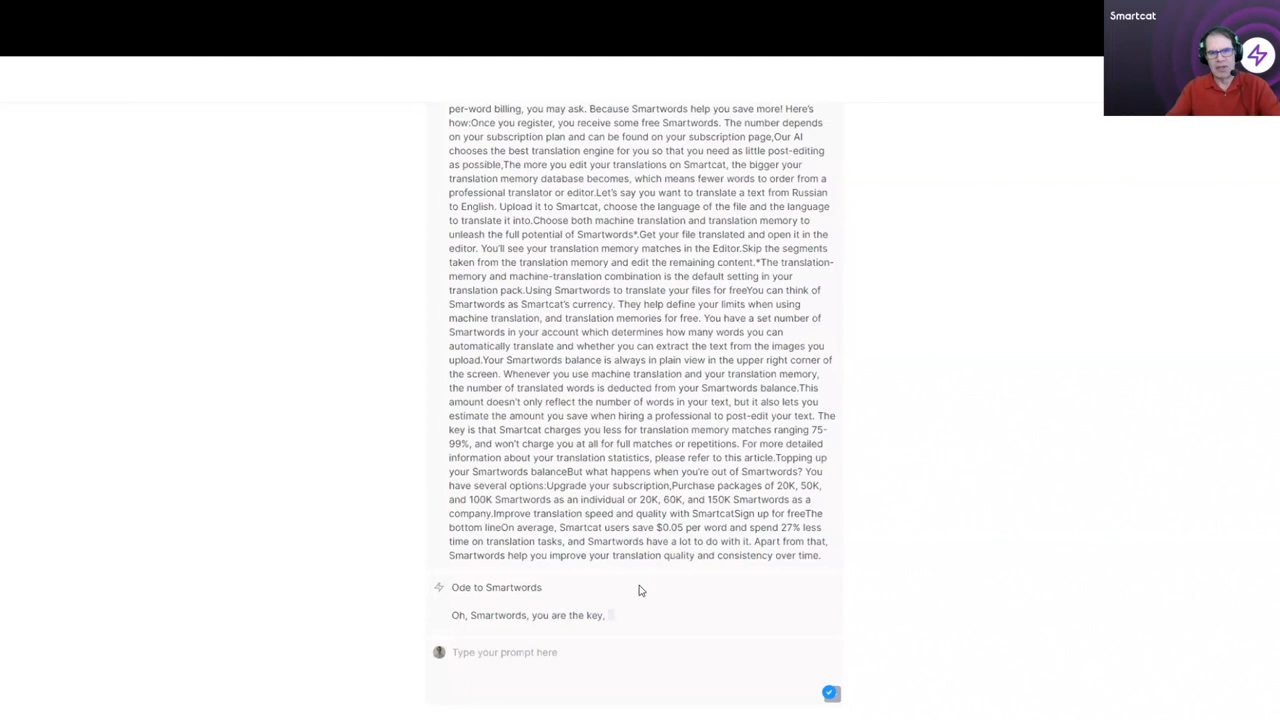 Smartcat
per-word billing, you may ask. Because Smartwords help you save more! Here's
how:Once you register, you receive some free Smartwords. The number depends
on your subscription plan and can be found on your subscription page,Our AI
chooses the best translation engine for you so that you need as little post-editing
as possible,The more you edit your translations on Smartcat, the bigger your
translation memory database becomes, which means fewer words to order from a
professional translator or editor.Let's say you want to translate a text from Russian
to English. Upload it to Smartcat, choose the language of the file and the language
to translate it into.Choose both machine translation and translation memory to
unleash the full potential of Smartwords*.Get your file translated and open it in the
editor. You'll see your translation memory matches in the Editor.Skip the segments
taken from the translation memory and edit the remaining content.*The translation-
memory and machine-translation combination is the default setting in your
translation pack.Using Smartwords to translate your files for freeYou can think of
Smartwords as Smartcat's currency. They help define your limits when using
machine translation, and translation memories for free. You have a set number of
Smartwords in your account which determines how many words you can
automatically translate and whether you can extract the text from the images you
upload.Your Smartwords balance is always in plain view in the upper right corner of
the screen. Whenever you use machine translation and your translation memory,
the number of translated words is deducted from your Smartwords balance.This
amount doesn't only reflect the number of words in your text, but it also lets you
estimate the amount you save when hiring a professional to post-edit your text. The
key is that Smartcat charges you less for translation memory matches ranging 75-
99%, and won't charge you at all for full matches or repetitions. For more detailed
information about your translation statistics, please refer to this article.Topping up
your Smartwords balanceBut what happens when you're out of Smartwords? You
have several options:Upgrade your subscription,Purchase packages of 20K, 50K,
and 100K Smartwords as an individual or 20K, 60K, and 150K Smartwords as a
company.Improve translation speed and quality with SmartcatSign up for freeThe
bottom lineOn average, Smartcat users save $0.05 per word and spend 27% less
time on translation tasks, and Smartwords have a lot to do with it. Apart from that,
Smartwords help you improve your translation quality and consistency over time.
Ode to Smartwords
Oh, Smartwords, you are the key,
Type your prompt here